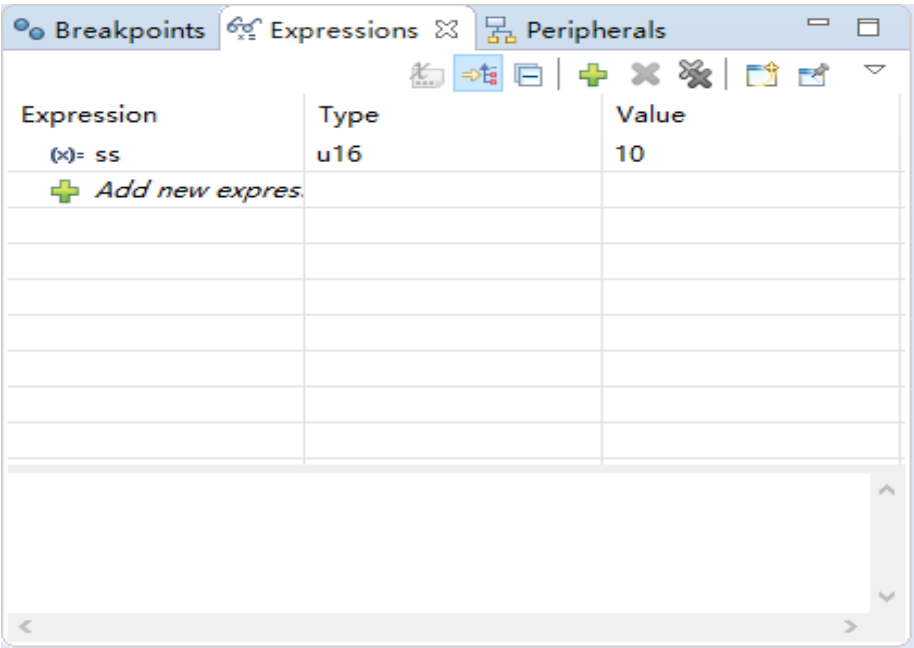 Breakpoints Expressions Peripherals
Expression Type Value
(x)= ss u16 10
Add new expres